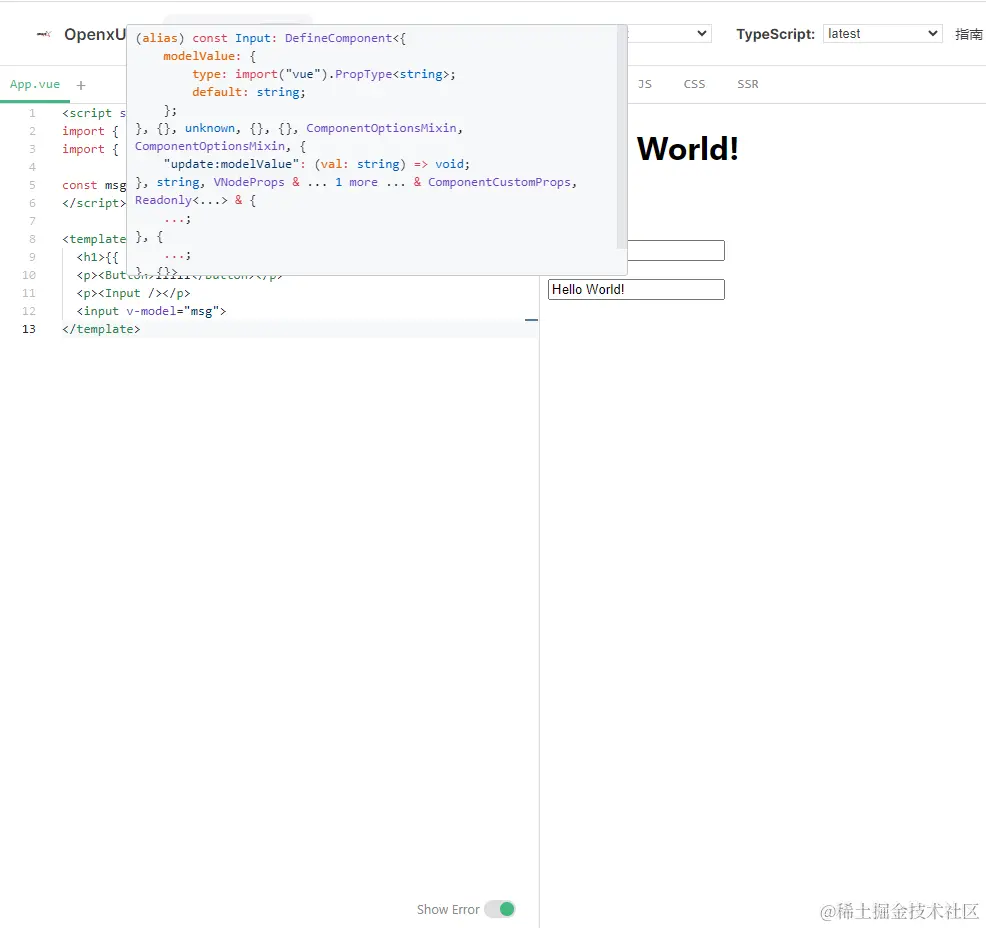 OpenxU
TypeScript:
latest
指南
App.vue
+
JS
CSS
SSR
(alias) const Input: DefineComponent<{
modelValue: {
type: import("vue").PropType<string>;
default: string;
};
}, {}, unknown, {}, {}, ComponentOptionsMixin,
ComponentOptionsMixin, {
"update:modelValue": (val: string) => void;
}, string, VNodeProps & ... 1 more ... & ComponentCustomProps,
Readonly<...> & {
...;
}, {
...;
}, {}>
1 <script s
2 import {
3 import {
4
5 const msg
6 </script>
7
8 <template
9 <h1>{{
10 <p><Button>11111</Button></p>
11 <p><Input /></p>
12 <input v-model="msg">
13 </template>
World!
Hello World!
Show Error
@稀土掘金技术社区